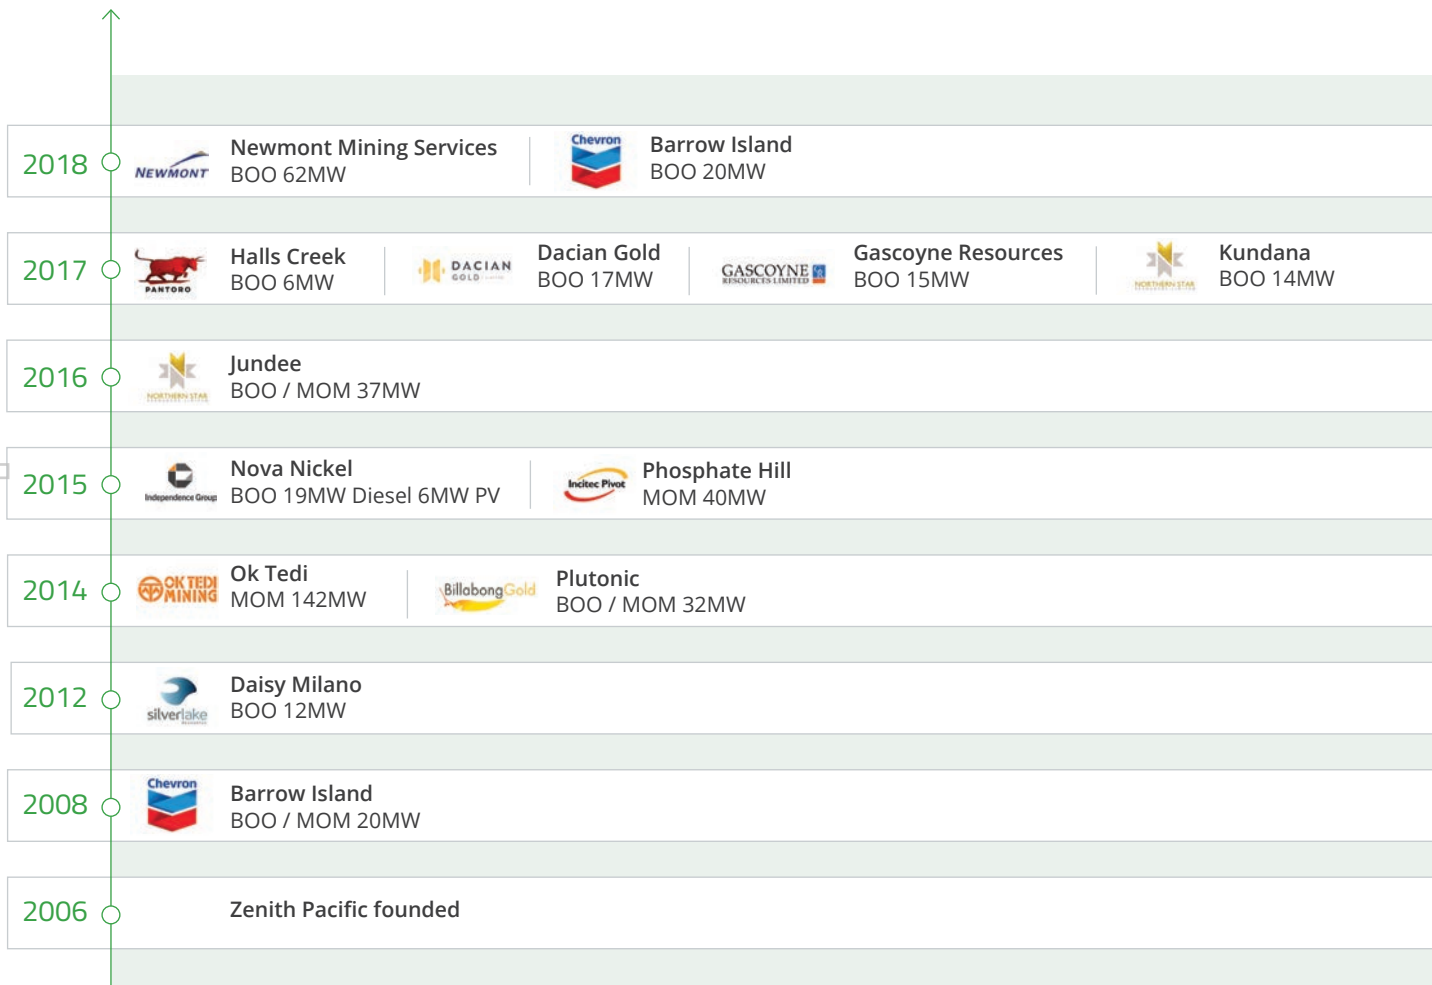 2018
NEWMONT
Newmont Mining Services
BOO 62MW
Chevron
Barrow Island
BOO 20MW
2017
PANTORO
Halls Creek
BOO 6MW
DACIAN
GOLD
Dacian Gold
BOO 17MW
GASCOYNE
RESOURCES LIMITED
Gascoyne Resources
BOO 15MW
NORTHERN STAR
Kundana
BOO 14MW
2016
NORTHERN STAR
Jundee
BOO / MOM 37MW
2015
Independence Group
Nova Nickel
BOO 19MW Diesel 6MW PV
Incitec Pivot
Phosphate Hill
MOM 40MW
2014
OK TEDI
MINING
Ok Tedi
MOM 142MW
BillabongGold
Plutonic
BOO / MOM 32MW
2012
silverlake
Daisy Milano
BOO 12MW
2008
Chevron
Barrow Island
BOO / MOM 20MW
2006
Zenith Pacific founded